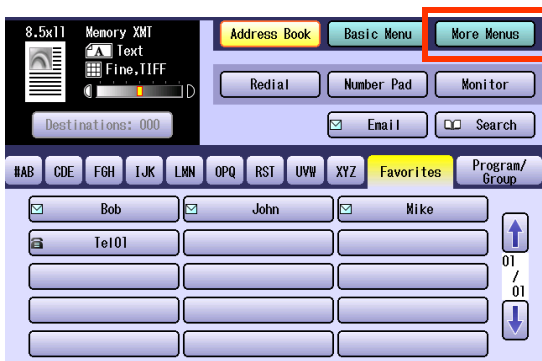 8.5x11 Memory XMT
A Text
Fine,TIFF
Destinations: 000
Address Book Basic Menu More Menus
Redial Number Pad Monitor
Email Search
#AB CDE FGH IJK LMN OPQ RST UVW XYZ Favorites Program/
Group
Bob John Mike
Tel01
01
/
01